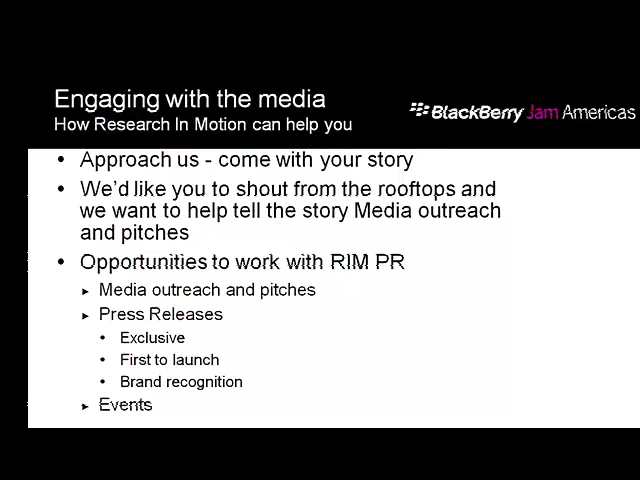 Engaging with the media
How Research In Motion can help you
BlackBerry Jam Americas
• Approach us - come with your story
• We'd like you to shout from the rooftops and
we want to help tell the story Media outreach
and pitches
• Opportunities to work with RIM PR
► Media outreach and pitches
► Press Releases
• Exclusive
• First to launch
• Brand recognition
► Events